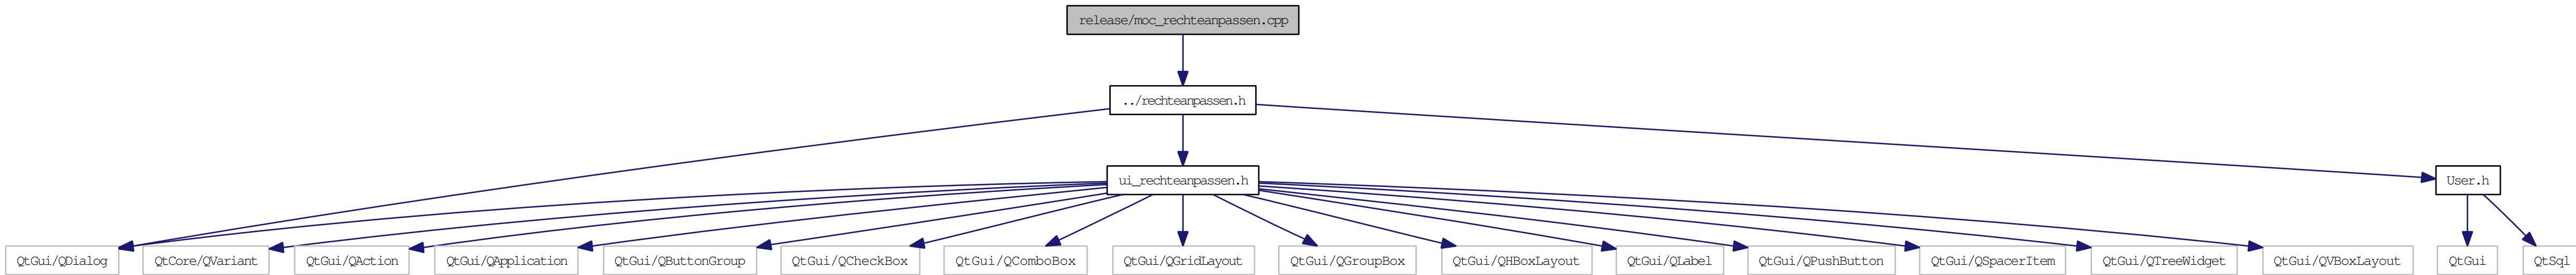 release/moc_rechteanpassen.cpp
../rechteanpassen.h
ui_rechteanpassen.h
User.h
QtGui/QDialog
QtCore/QVariant
QtGui/QAction
QtGui/QApplication
QtGui/QButtonGroup
QtGui/QCheckBox
QtGui/QComboBox
QtGui/QGridLayout
QtGui/QGroupBox
QtGui/QHBoxLayout
QtGui/QLabel
QtGui/QPushButton
QtGui/QSpacerItem
QtGui/QTreeWidget
QtGui/QVBoxLayout
QtGui
QtSql